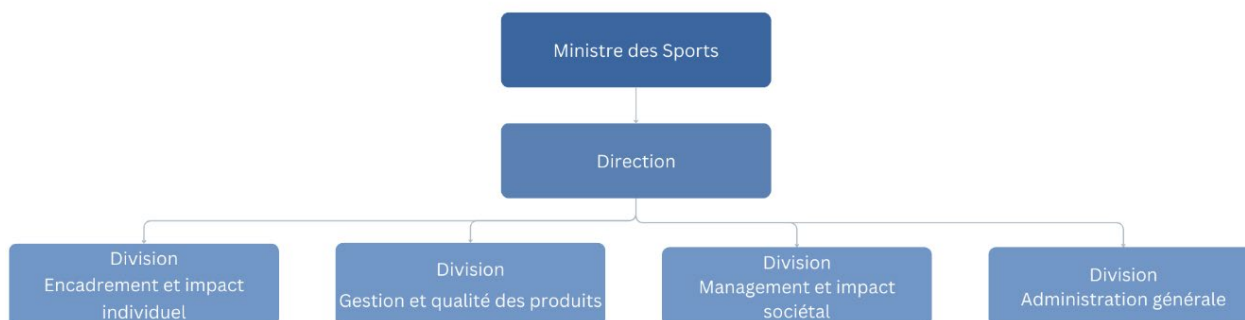 Ministre des Sports
Direction
Division
Encadrement et impact
individuel
Division
Gestion et qualité des produits
Division
Management et impact
sociétal
Division
Administration générale